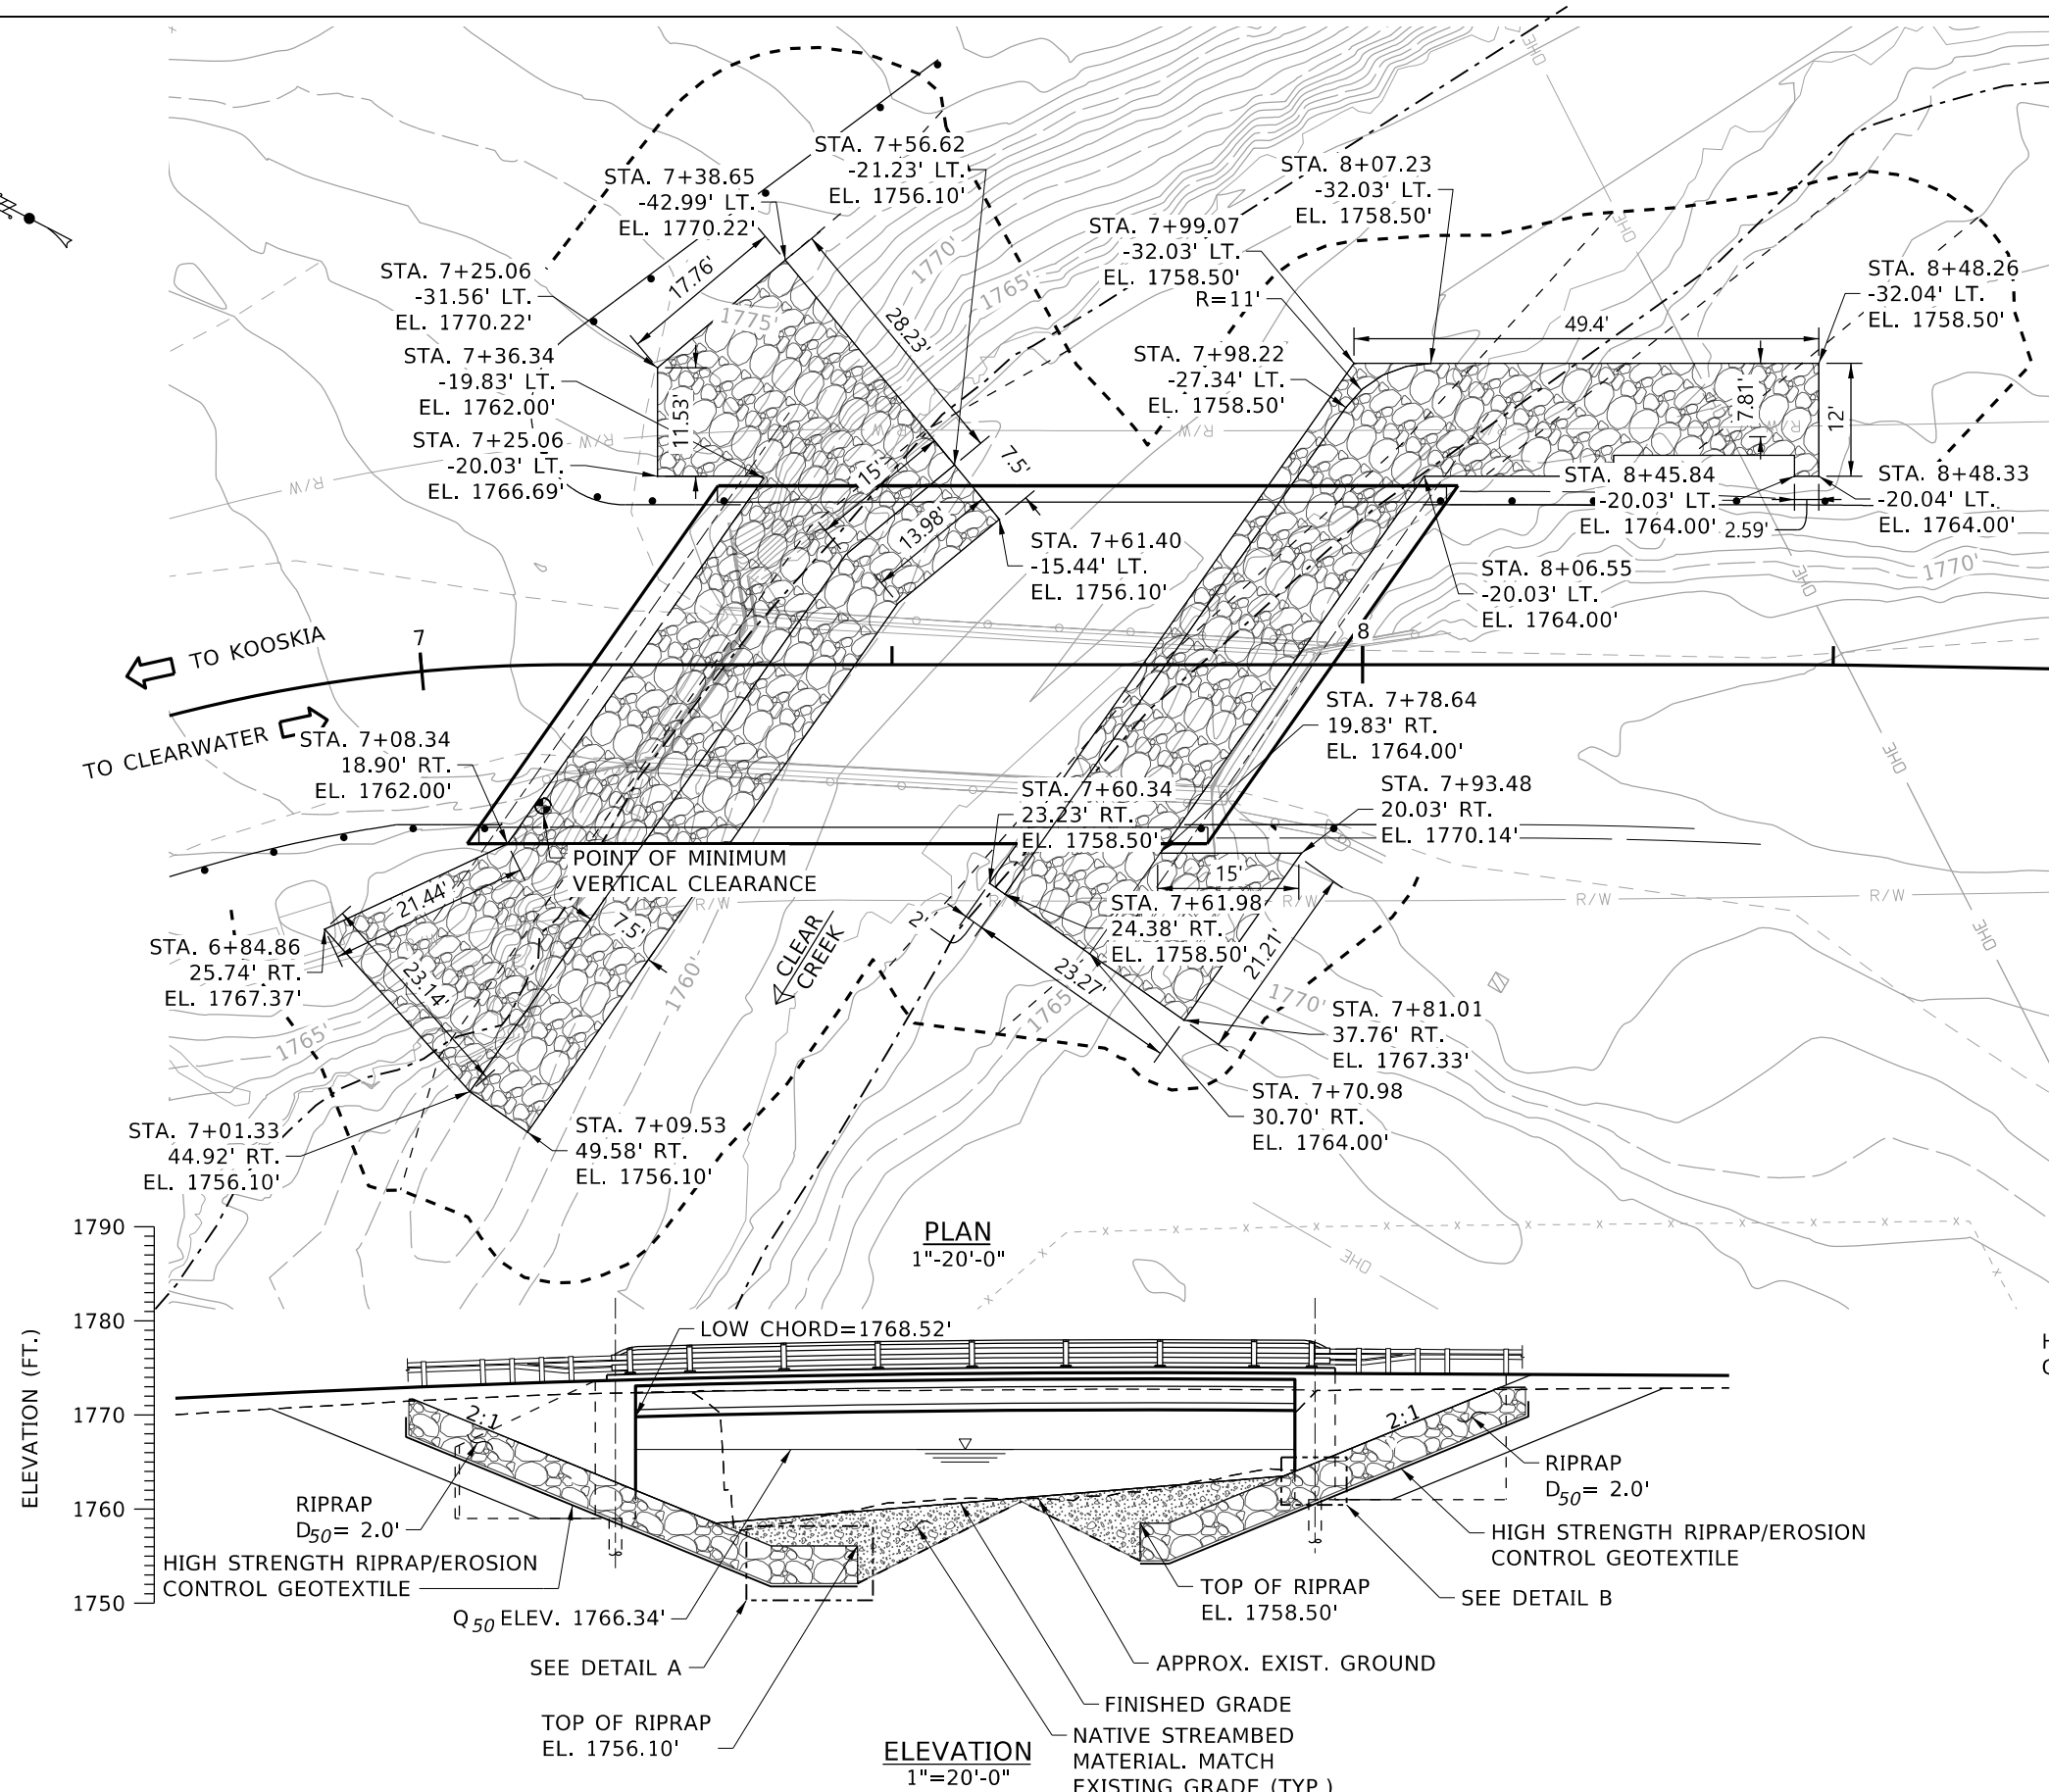 STA. 7+56.62
-21.23' LT.
EL. 1756.10'
STA. 7+38.65
-42.99' LT.
EL. 1770.22'
STA. 8+07.23
-32.03' LT.
EL. 1758.50'
STA. 7+99.07
-32.03' LT.
EL. 1758.50'
R=11'
STA. 7+25.06
-31.56' LT.
EL. 1770.22'
17.76'
1770'
1765'
1775'
28.23'
STA. 8+48.26
-32.04' LT.
EL. 1758.50'
49.4'
STA. 7+36.34
-19.83' LT.
EL. 1762.00'
STA. 7+98.22
-27.34' LT.
EL. 1758.50'
11.53'
7.81'
12'
STA. 7+25.06
-20.03' LT.
EL. 1766.69'
R/W
R/W
R/W
R/W
R/W
15'
7.5'
13.98'
STA. 8+45.84
-20.03' LT.
EL. 1764.00'
2.59'
STA. 8+48.33
-20.04' LT.
EL. 1764.00'
STA. 7+61.40
-15.44' LT.
EL. 1756.10'
STA. 8+06.55
-20.03' LT.
EL. 1764.00'
1770'
OHE
OHE
OHE
OHE
OHE
OHE
TO KOOSKIA
7
8
TO CLEARWATER
STA. 7+08.34
18.90' RT.
EL. 1762.00'
STA. 7+78.64
19.83' RT.
EL. 1764.00'
STA. 7+60.34
23.23' RT.
EL. 1758.50'
STA. 7+93.48
20.03' RT.
EL. 1770.14'
POINT OF MINIMUM
VERTICAL CLEARANCE
15'
R/W
R/W
R/W
R/W
R/W
21.44'
7.5'
2'
CLEAR
CREEK
STA. 7+61.98
24.38' RT.
EL. 1758.50'
STA. 6+84.86
25.74' RT.
EL. 1767.37'
23.14'
23.27'
21.21'
1760'
1765'
1765'
1770'
STA. 7+81.01
37.76' RT.
EL. 1767.33'
STA. 7+70.98
30.70' RT.
EL. 1764.00'
STA. 7+01.33
44.92' RT.
EL. 1756.10'
STA. 7+09.53
49.58' RT.
EL. 1756.10'
PLAN
1"-20'-0"
ELEVATION (FT.)
1790
1780
1770
1760
1750
LOW CHORD=1768.52'
2:1
2:1
RIPRAP
D50= 2.0'
RIPRAP
D50= 2.0'
HIGH STRENGTH RIPRAP/EROSION
CONTROL GEOTEXTILE
HIGH STRENGTH RIPRAP/EROSION
CONTROL GEOTEXTILE
Q50 ELEV. 1766.34'
TOP OF RIPRAP
EL. 1758.50'
SEE DETAIL B
SEE DETAIL A
APPROX. EXIST. GROUND
FINISHED GRADE
TOP OF RIPRAP
EL. 1756.10'
NATIVE STREAMBED
MATERIAL. MATCH
EXISTING GRADE (TYP.)
ELEVATION
1"=20'-0"